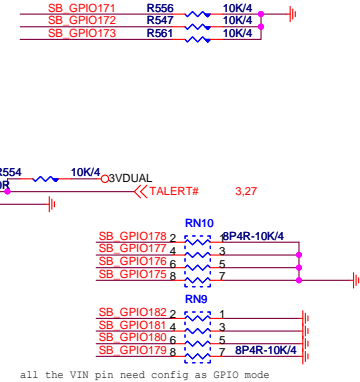 SB_GPIO171 R556 10K/4
SB_GPIO172 R547 10K/4
SB_GPIO173 R561 10K/4
R554 10K/4 3VDUAL
0R
TALERT# 3,27
RN10
SB_GPIO178 2 1 8P4R-10K/4
SB_GPIO177 4 3
SB_GPIO176 6 5
SB_GPIO175 8 7
RN9
SB_GPIO182 2 1
SB_GPIO181 4 3
SB_GPIO180 6 5
SB_GPIO179 8 7 8P4R-10K/4
all the VIN pin need config as GPIO mode